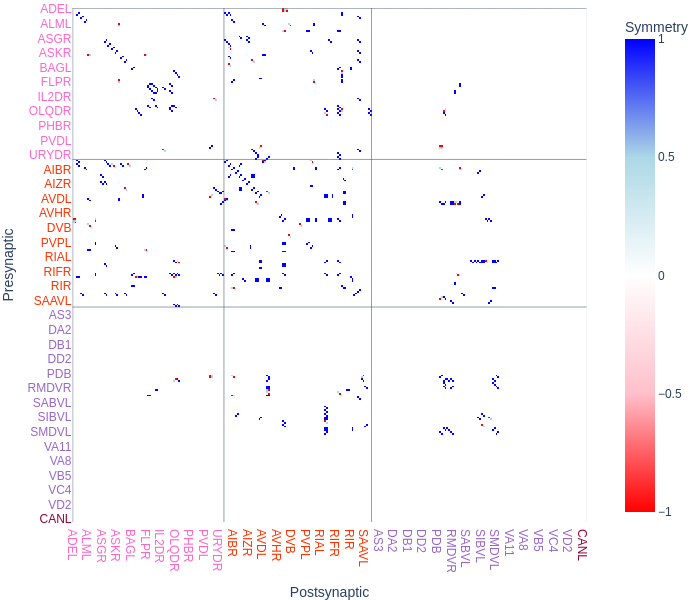 Symmetry
1
0.5
0
−0.5
−1
Presynaptic
ADEL
ALML
ASGR
ASKR
BAGL
FLPR
IL2DR
OLQDR
PHBR
PVDL
URYDR
AIBR
AIZR
AVDL
AVHR
DVB
PVPL
RIAL
RIFR
RIR
SAAVL
AS3
DA2
DB1
DD2
PDB
RMDVR
SABVL
SIBVL
SMDVL
VA11
VA8
VB5
VC4
VD2
CANL
ADEL
ALML
ASGR
ASKR
BAGL
FLPR
IL2DR
OLQDR
PHBR
PVDL
URYDR
AIBR
AIZR
AVDL
AVHR
DVB
PVPL
RIAL
RIFR
RIR
SAAVL
AS3
DA2
DB1
DD2
PDB
RMDVR
SABVL
SIBVL
SMDVL
VA11
VA8
VB5
VC4
VD2
CANL
Postsynaptic